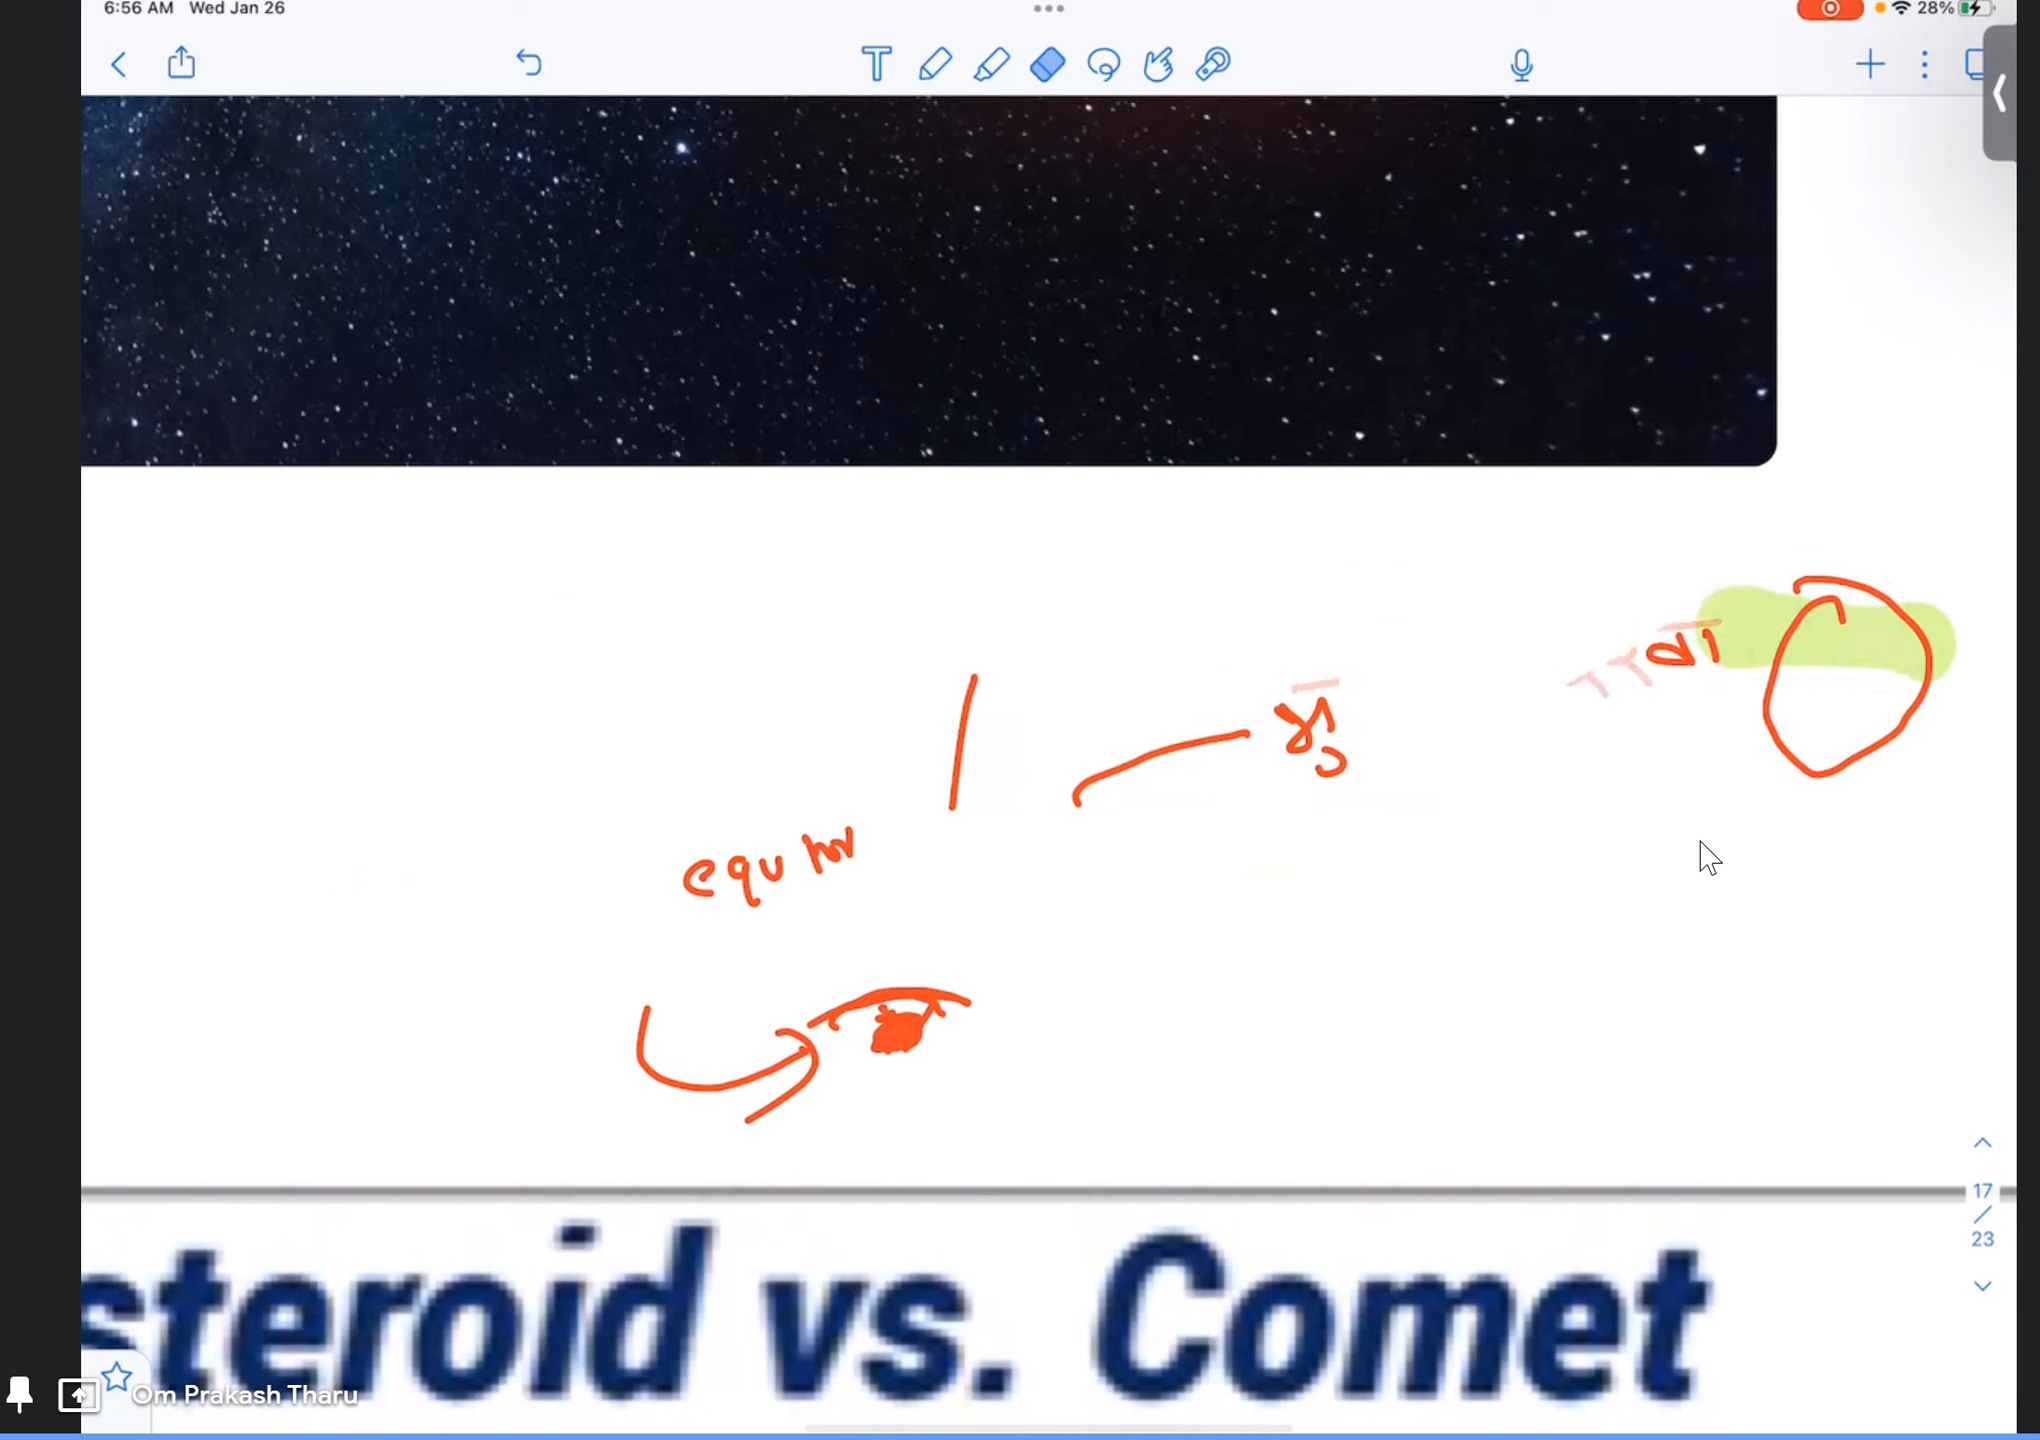 6:56 AM Wed Jan 26
28%
equ
17
/
23
steroid vs. Comet
Om Prakash Tharu